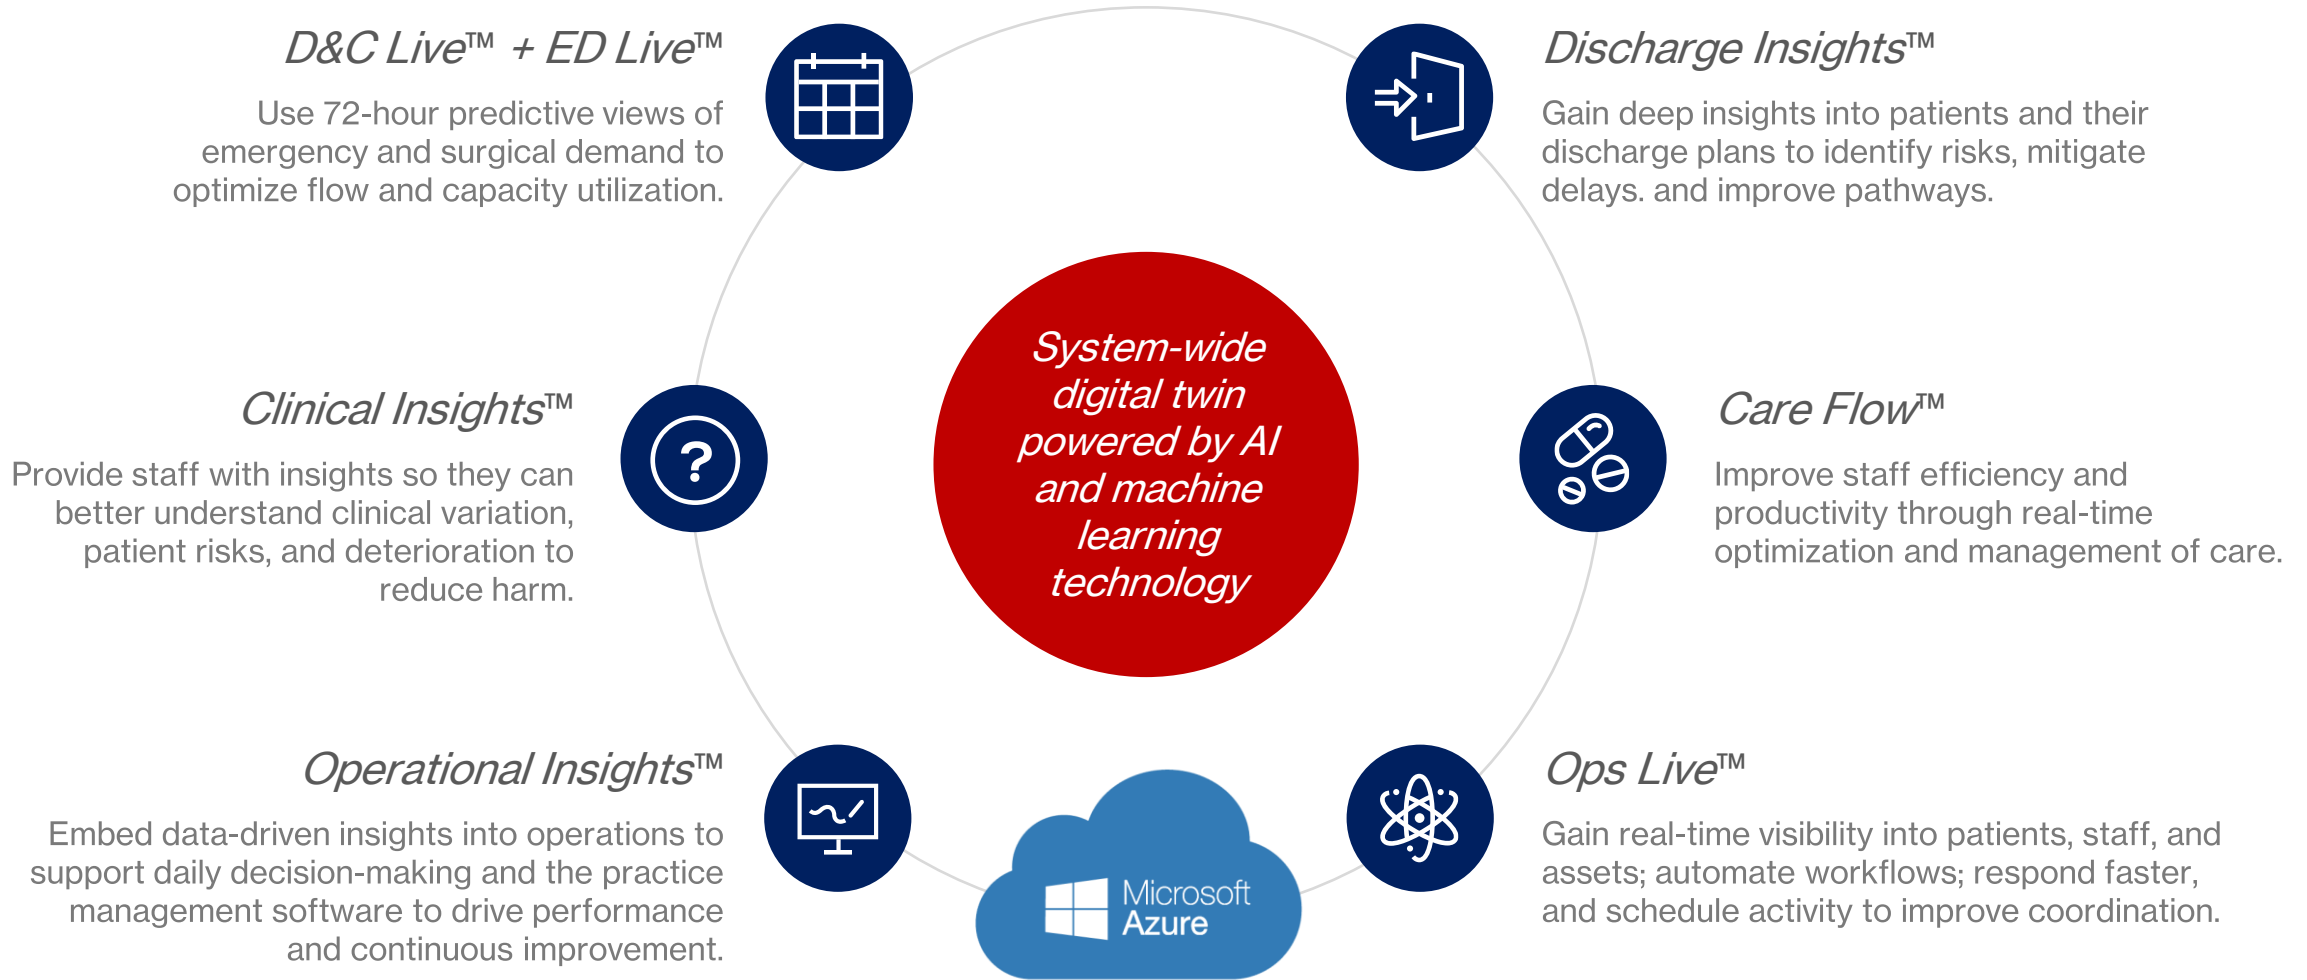 D&C Live™ + ED Live™
Use 72-hour predictive views of
emergency and surgical demand to
optimize flow and capacity utilization.
Discharge Insights™
Gain deep insights into patients and their
discharge plans to identify risks, mitigate
delays. and improve pathways.
Clinical Insights™
Provide staff with insights so they can
better understand clinical variation,
patient risks, and deterioration to
reduce harm.
?
System-wide
digital twin
powered by AI
and machine
learning
technology
Care Flow™
Improve staff efficiency and
productivity through real-time
optimization and management of care.
Operational Insights™
Embed data-driven insights into operations to
support daily decision-making and the practice
management software to drive performance
and continuous improvement.
Microsoft
Azure
Ops Live™
Gain real-time visibility into patients, staff, and
assets; automate workflows; respond faster,
and schedule activity to improve coordination.